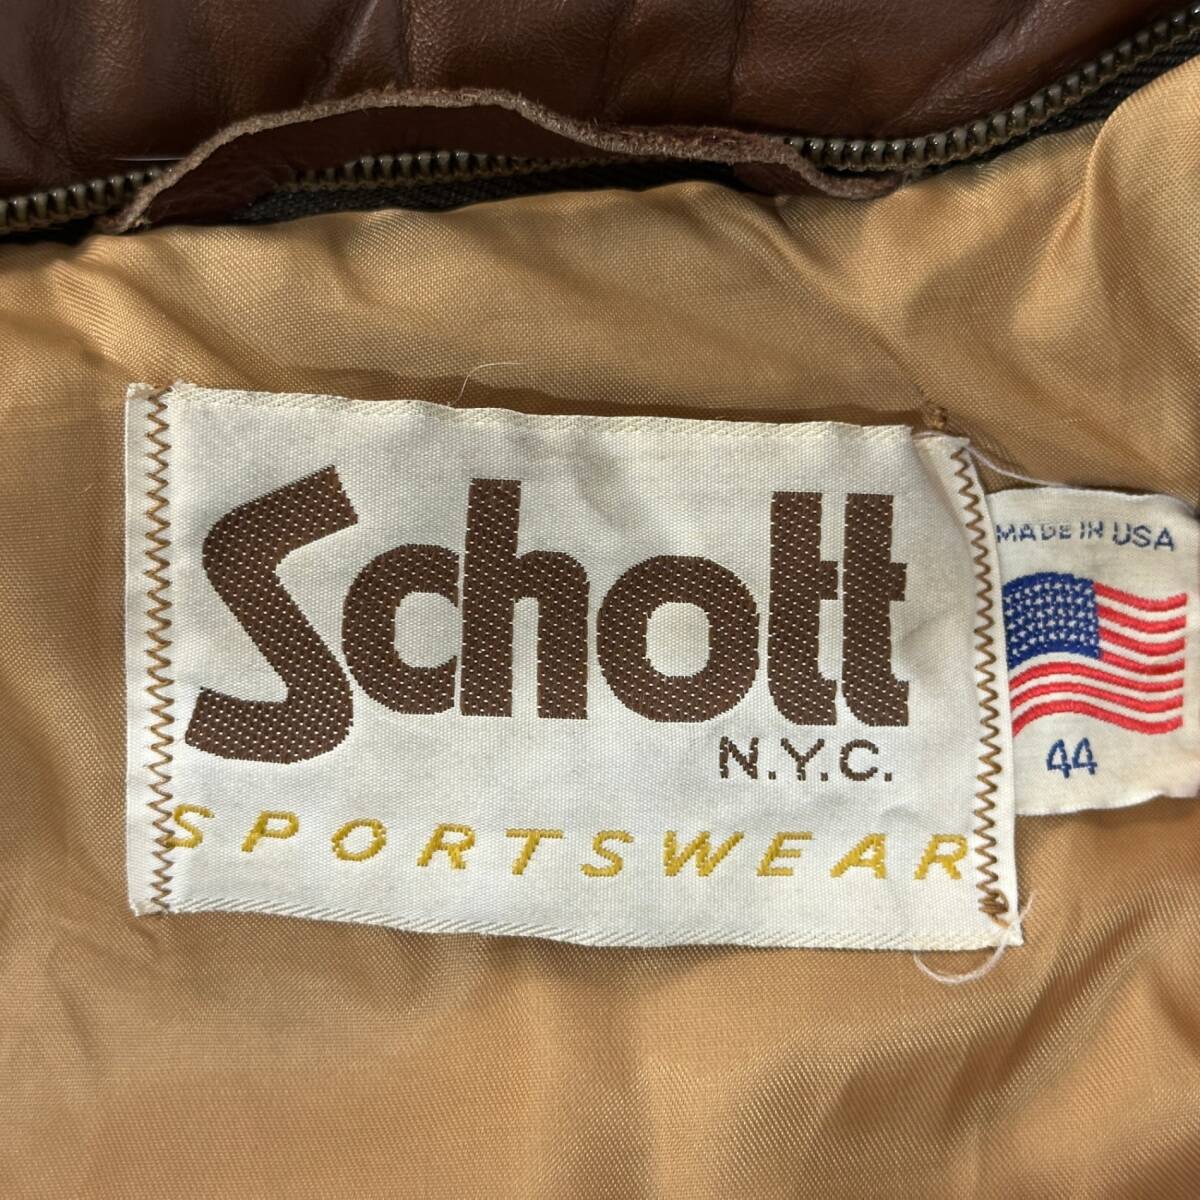 Schott
N.Y.C.
SPORTSWEAR
MADE IN USA
44